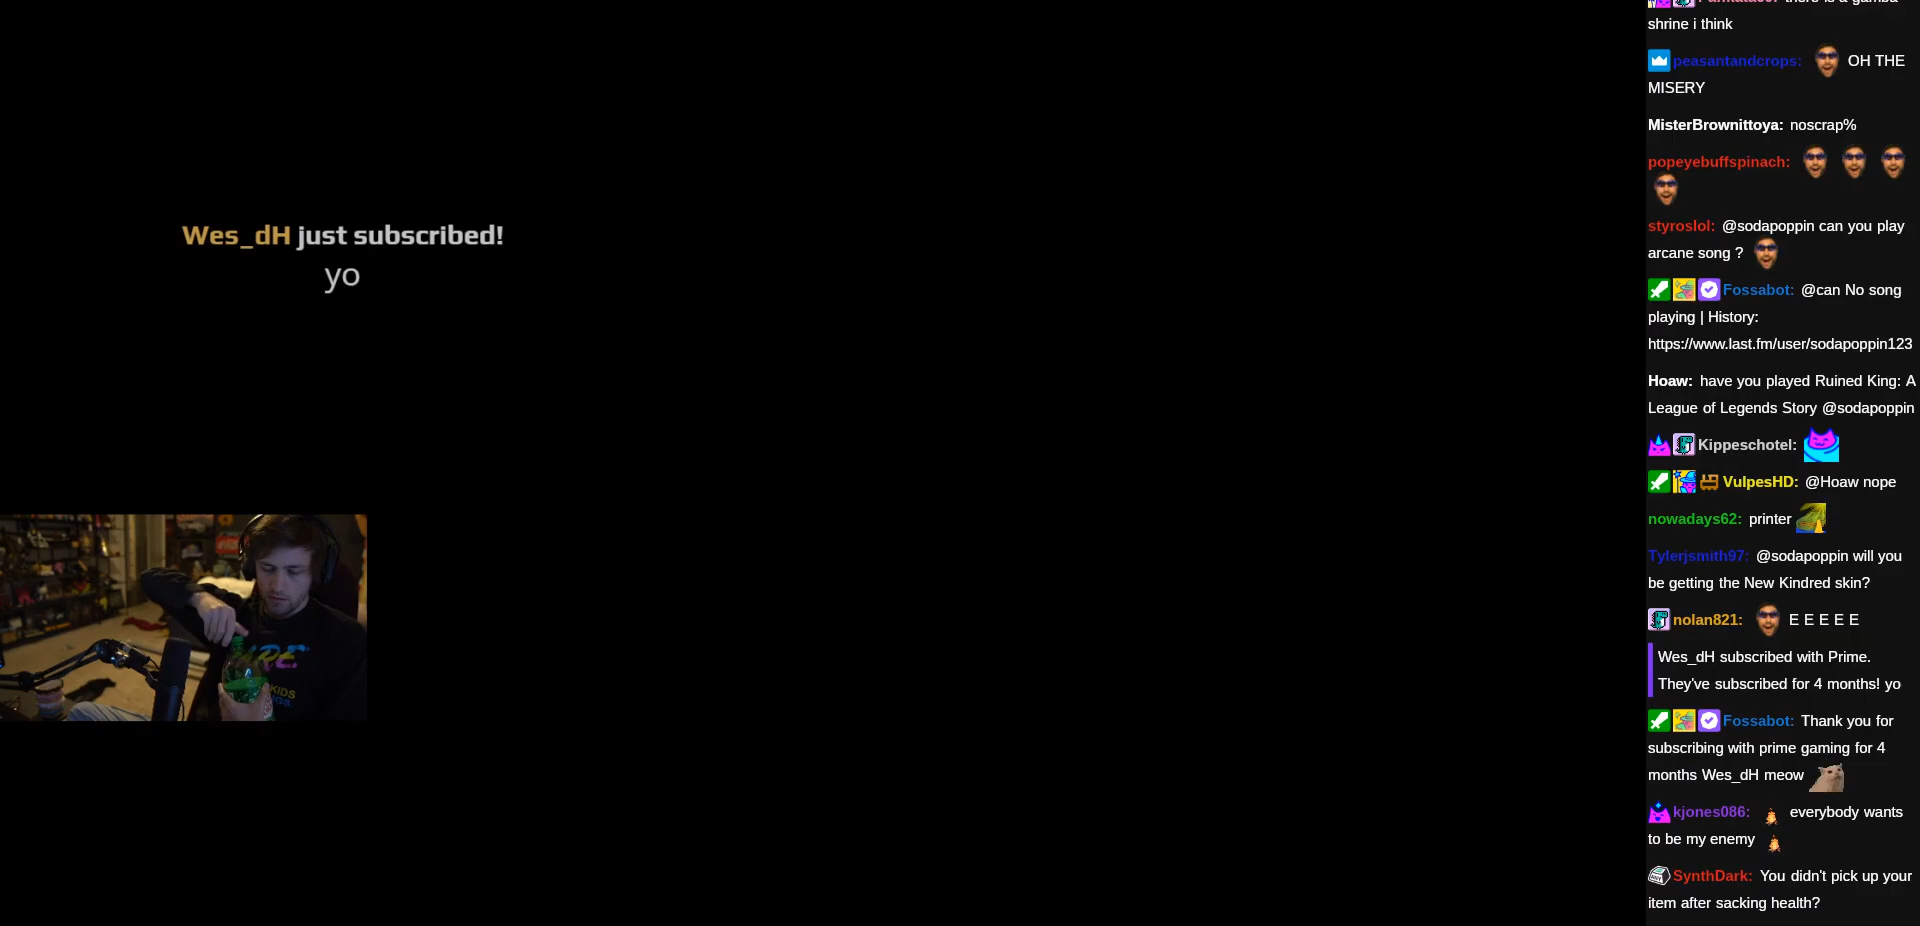 Wes_dH just subscribed!
yo
KIDS
shrine i think
peasantandcrops: OH THE
MISERY
MisterBrownittoya: noscrap%
popeyebuffspinach:
styroslol: @sodapoppin can you play
arcane song ?
Fossabot: @can No song
playing | History:
https://www.last.fm/user/sodapoppin123
Hoaw: have you played Ruined King: A
League of Legends Story @sodapoppin
Kippeschotel:
VulpesHD: @Hoaw nope
nowadays62: printer
Tylerjsmith97: @sodapoppin will you
be getting the New Kindred skin?
nolan821: E E E E E
Wes_dH subscribed with Prime.
They've subscribed for 4 months! yo
Fossabot: Thank you for
subscribing with prime gaming for 4
months Wes_dH meow
kjones086: everybody wants
to be my enemy
SynthDark: You didn't pick up your
item after sacking health?